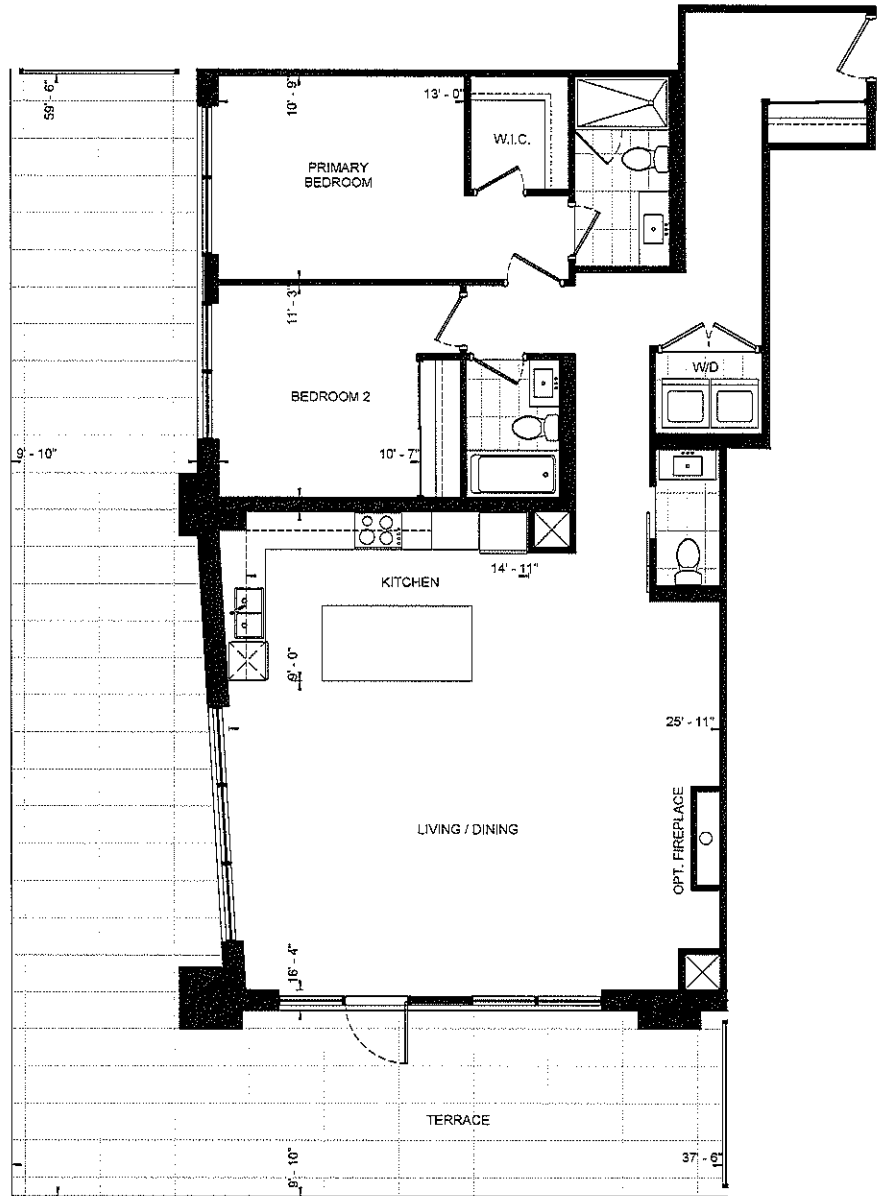 59' - 6"
10' - 9"
13' - 0"
W.I.C.
PRIMARY
BEDROOM
11' - 3"
W/D
BEDROOM 2
9' - 10"
10' - 7"
14' - 11"
KITCHEN
9' - 0"
25' - 11"
OPT. FIREPLACE
LIVING / DINING
16' - 4"
TERRACE
37' - 6"
9' - 10"